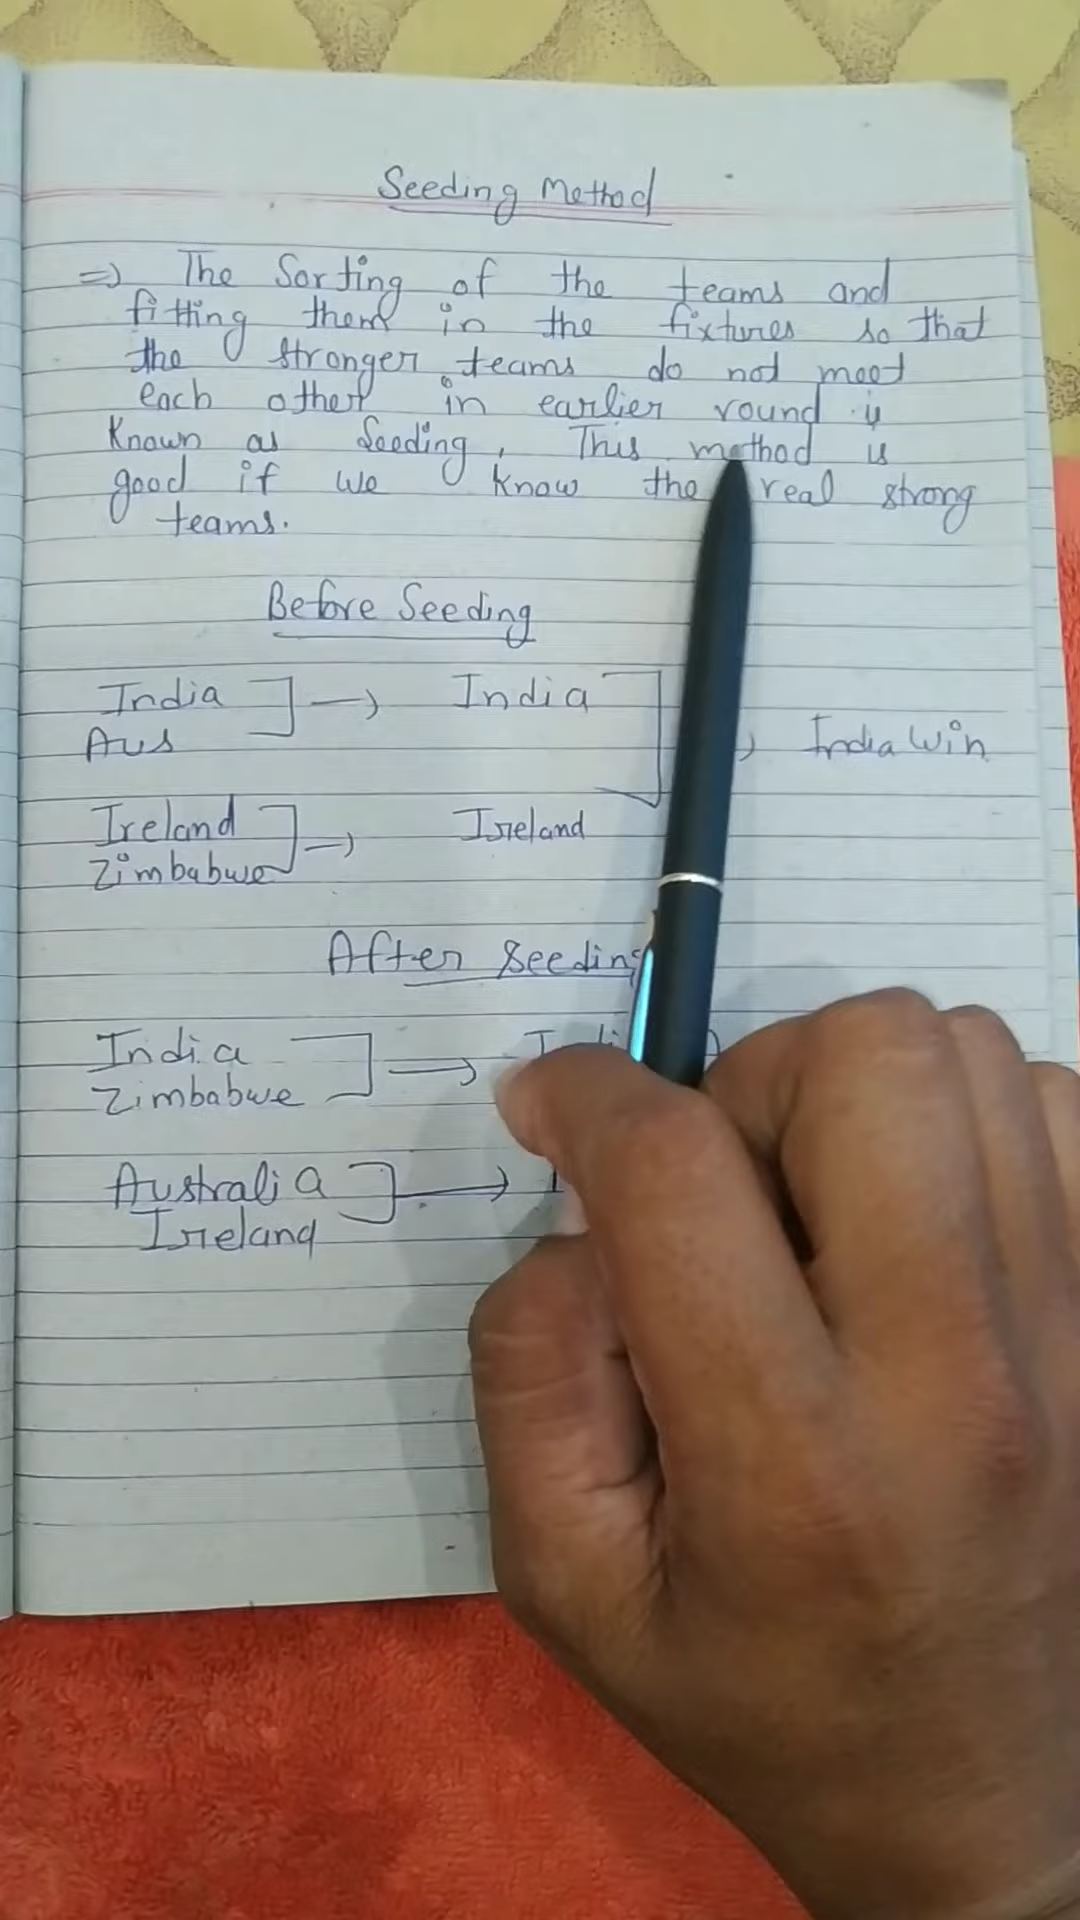 Seeding Method
=> The Sorting of the teams and
fitting them in the fixtures so that
the stronger teams do not meet
each other in earlier round is
Known as Seeding, This method is
good if we know the real strong
teams.
Before Seeding
India ] → India ]
Aus
→ India Win
Ireland ] → Ireland
Zimbabwe
After Seeding
India ] →
Zimbabwe
Australia ] →
Ireland